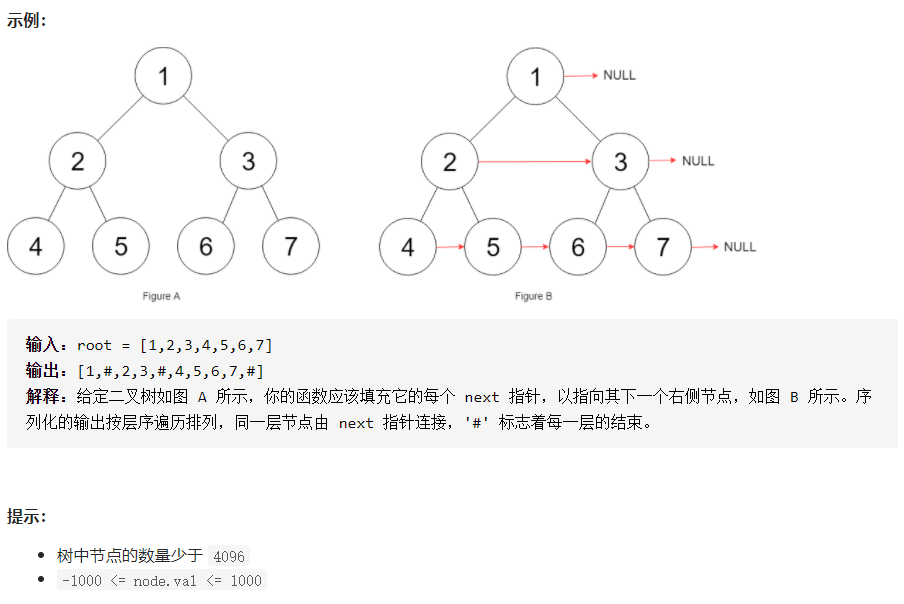 示例：
1
2 3
4 5 6 7
Figure A
1 NULL
2 3 NULL
4 5 6 7 NULL
Figure B
输入：root = [1,2,3,4,5,6,7]
输出：[1,#,2,3,#,4,5,6,7,#]
解释：给定二叉树如图 A 所示，你的函数应该填充它的每个 next 指针，以指向其下一个右侧节点，如图 B 所示。序
列化的输出按层序遍历排列，同一层节点由 next 指针连接，'#' 标志着每一层的结束。
提示：
• 树中节点的数量少于 4096
• -1000 <= node.val <= 1000